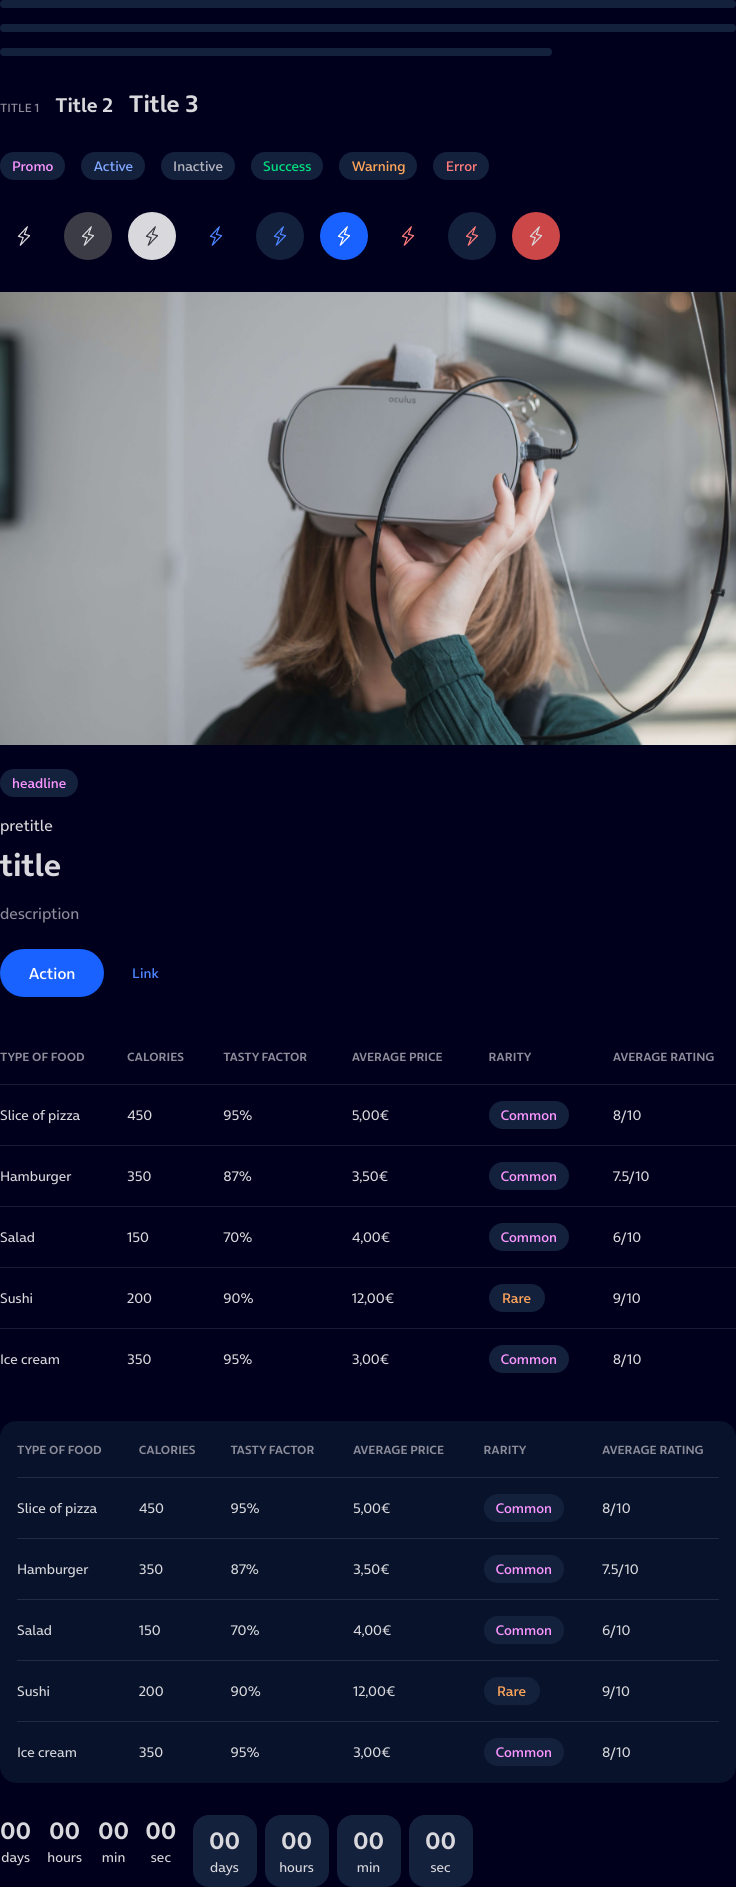 TITLE 1 Title 2 Title 3
Promo Active Inactive Success Warning Error
oculus
headline
pretitle
title
description
Action Link
TYPE OF FOOD CALORIES TASTY FACTOR AVERAGE PRICE RARITY AVERAGE RATING
Slice of pizza 450 95% 5,00€ Common 8/10
Hamburger 350 87% 3,50€ Common 7.5/10
Salad 150 70% 4,00€ Common 6/10
Sushi 200 90% 12,00€ Rare 9/10
Ice cream 350 95% 3,00€ Common 8/10
TYPE OF FOOD CALORIES TASTY FACTOR AVERAGE PRICE RARITY AVERAGE RATING
Slice of pizza 450 95% 5,00€ Common 8/10
Hamburger 350 87% 3,50€ Common 7.5/10
Salad 150 70% 4,00€ Common 6/10
Sushi 200 90% 12,00€ Rare 9/10
Ice cream 350 95% 3,00€ Common 8/10
00 00 00 00 00 00 00 00
days hours min sec days hours min sec